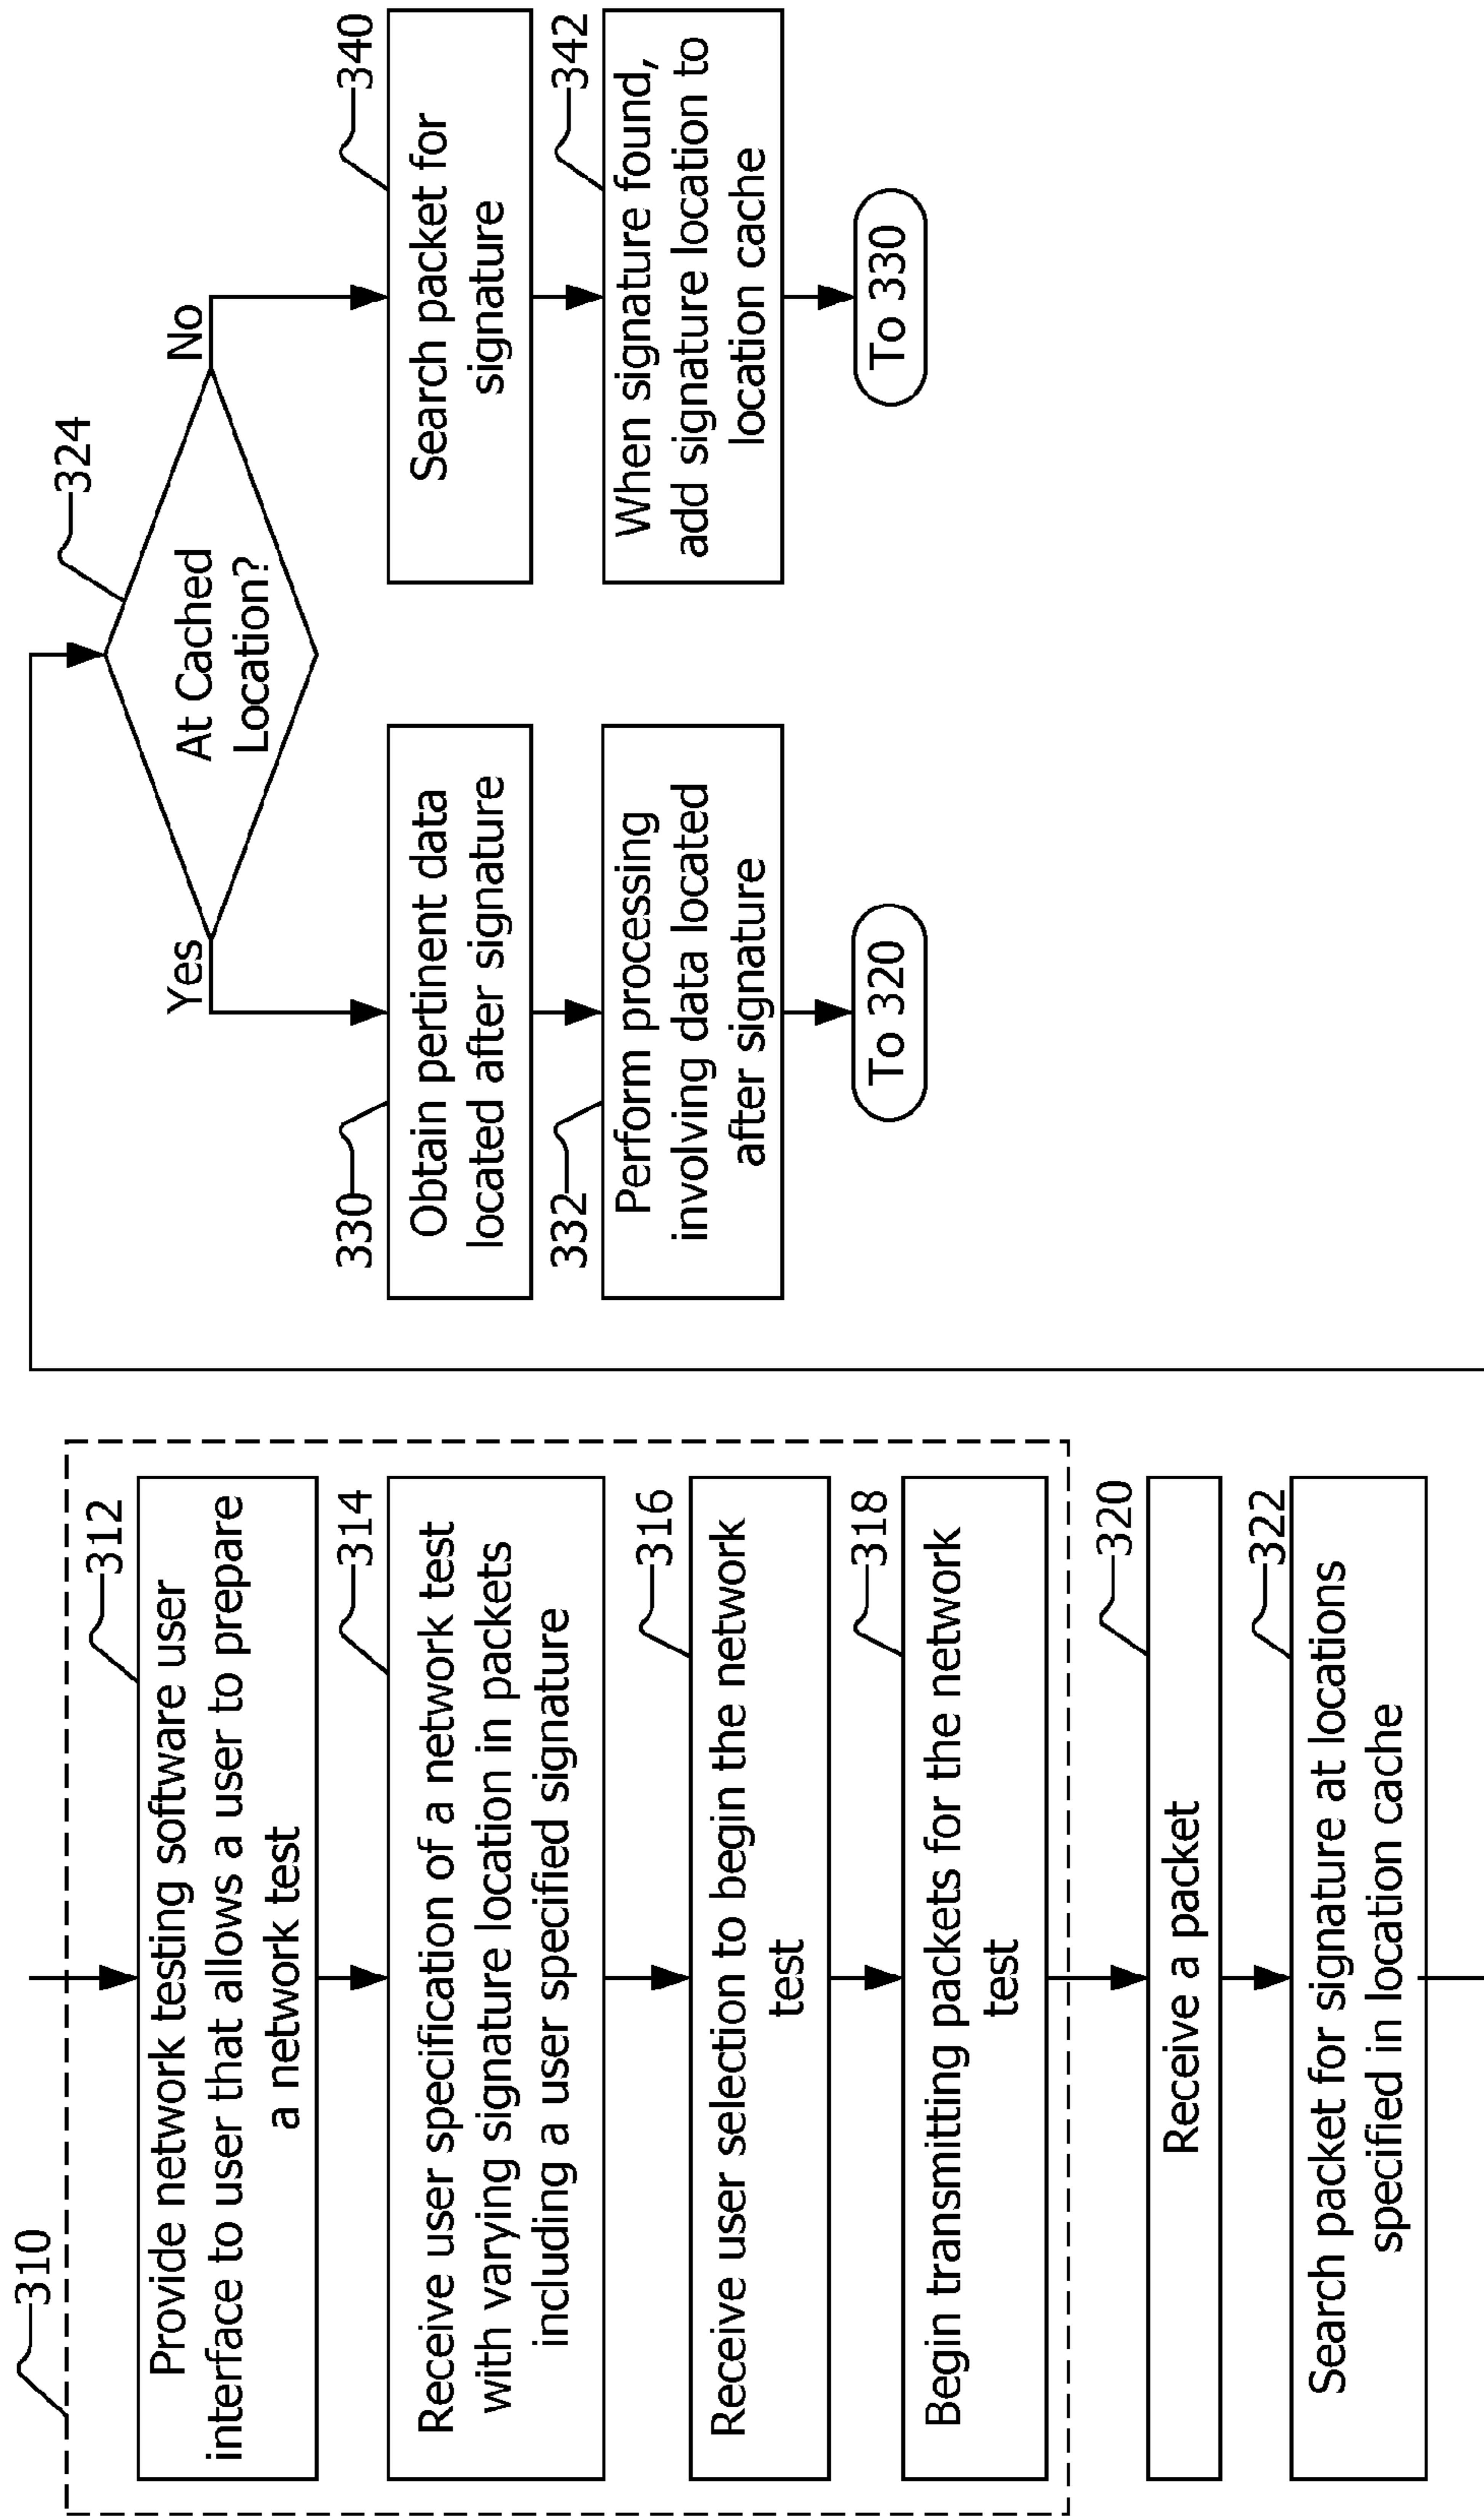 310
312
Provide network testing software user
interface to user that allows a user to prepare
a network test
314
Receive user specification of a network test
with varying signature location in packets
including a user specified signature
316
Receive user selection to begin the network
test
318
Begin transmitting packets for the network
test
320
Receive a packet
322
Search packet for signature at locations
specified in location cache
324
At Cached
Location?
Yes
No
330
Obtain pertinent data
located after signature
332
Perform processing
involving data located
after signature
To 320
340
Search packet for
signature
342
When signature found,
add signature location to
location cache
To 330